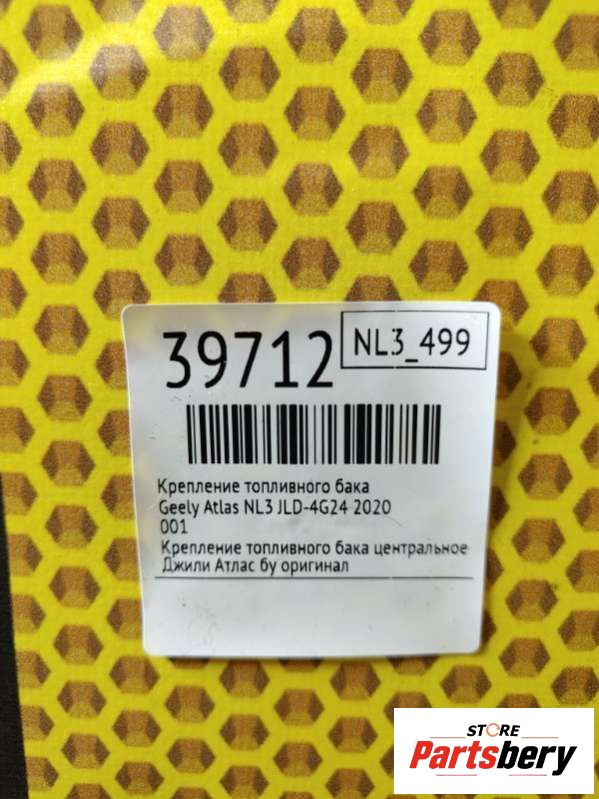 39712
NL3_499
Крепление топливного бака
Geely Atlas NL3 JLD-4G24 2020
001
Крепление топливного бака центральное
Джили Атлас бу оригинал
STORE
Partsbery